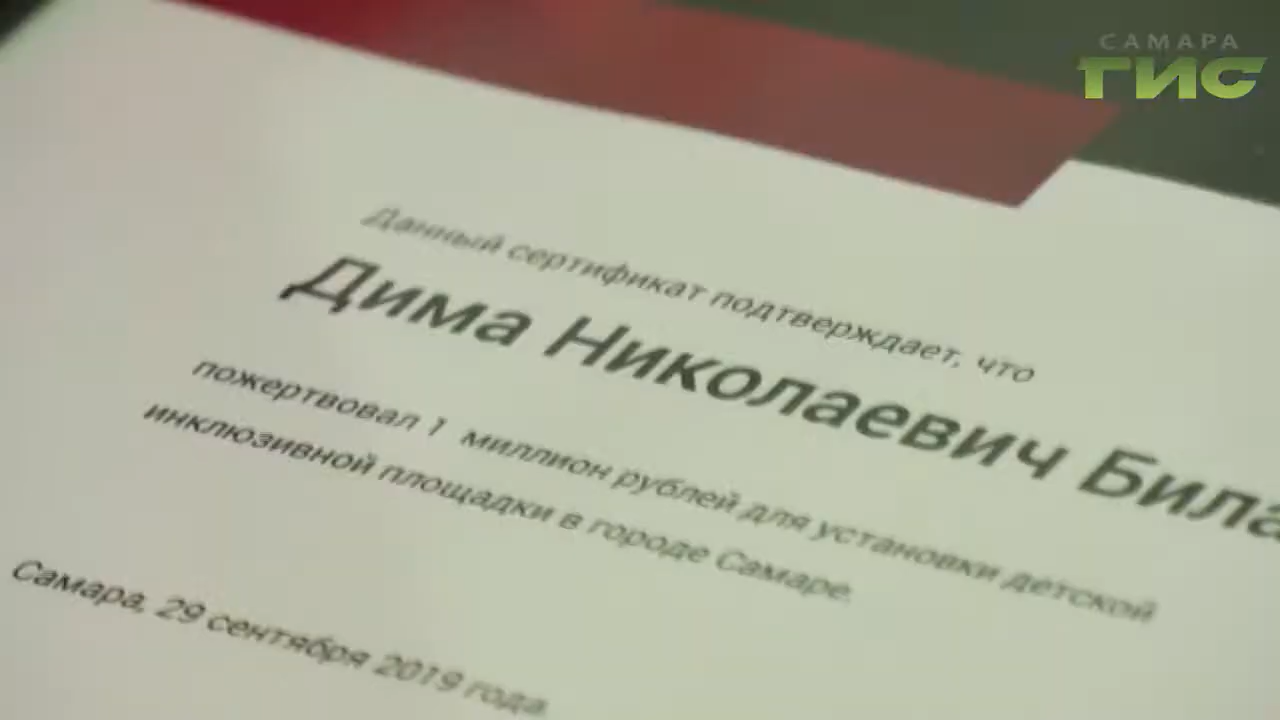 САМАРА
ГИС
Данный сертификат подтверждает, что
Дима Николаевич Била
пожертвовал 1 миллион рублей для установки детской
инклюзивной площадки в городе Самаре.
Самара, 29 сентября 2019 года.